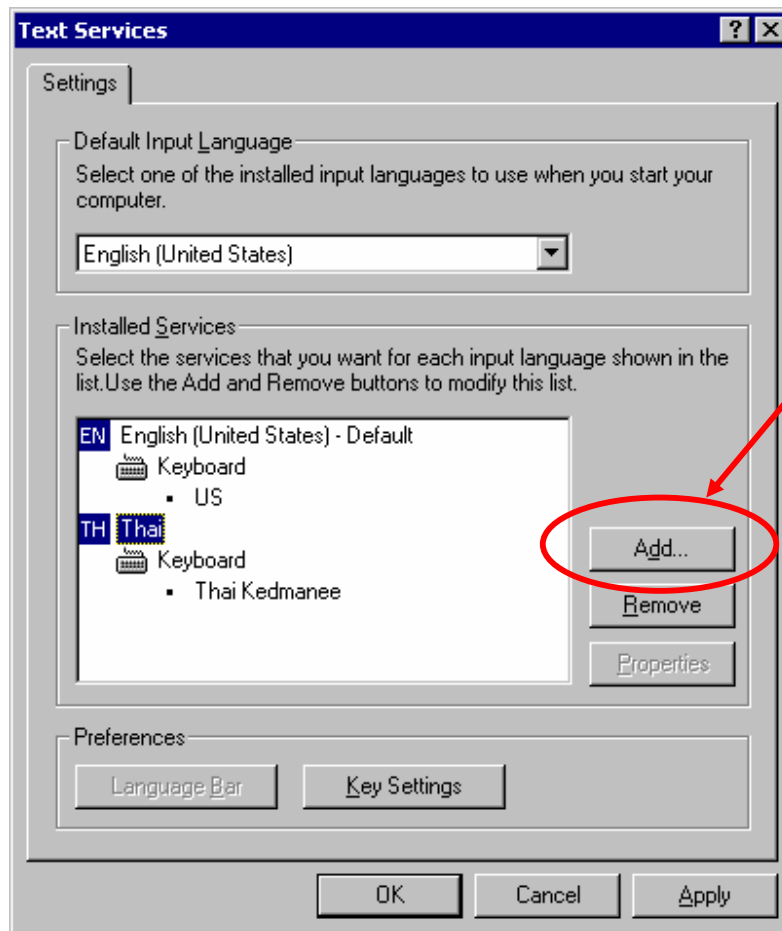 Text Services
Settings
Default Input Language
Select one of the installed input languages to use when you start your
computer.
English (United States)
Installed Services
Select the services that you want for each input language shown in the
list.Use the Add and Remove buttons to modify this list.
EN English (United States) - Default
Keyboard
US
TH Thai
Keyboard
Thai Kedmanee
Add...
Remove
Properties
Preferences
Language Bar
Key Settings
OK
Cancel
Apply